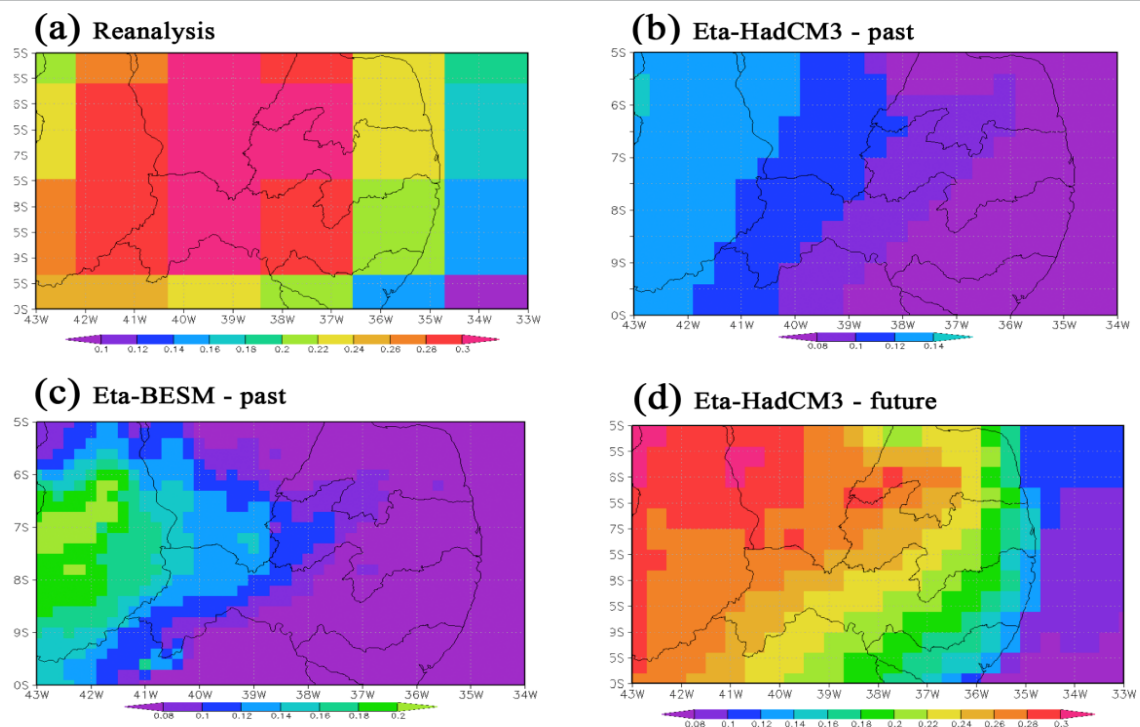 (a) Reanalysis
5S
5S
6S
5S
7S
5S
8S
5S
9S
5S
43W 42W 40W 39W 38W 37W 36W 35W 33W
0.1 0.12 0.14 0.16 0.18 0.2 0.22 0.24 0.26 0.28 0.3
(b) Eta-HadCM3 - past
5S
6S
7S
8S
9S
0S
43W 42W 41W 40W 39W 38W 37W 36W 35W 34W
0.08 0.1 0.12 0.14
(c) Eta-BESM - past
5S
6S
7S
8S
9S
0S
43W 42W 41W 40W 39W 38W 37W 36W 35W 34W
0.08 0.1 0.12 0.14 0.16 0.18 0.2
(d) Eta-HadCM3 - future
5S
5S
6S
5S
7S
5S
8S
5S
9S
5S
43W 42W 41W 40W 39W 38W 37W 36W 35W 34W 33W
0.08 0.1 0.12 0.14 0.16 0.18 0.2 0.22 0.24 0.26 0.28 0.3